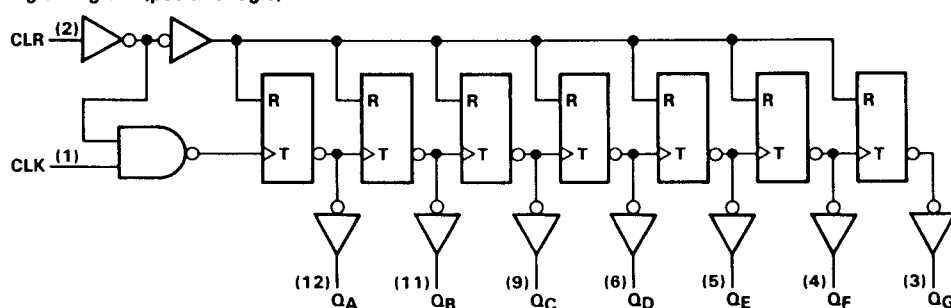 CLR (2)
R R R R R R R
CLK (1)
T T T T T T T
(12) (11) (9) (6) (5) (4) (3)
QA QB QC QD QE QF QG